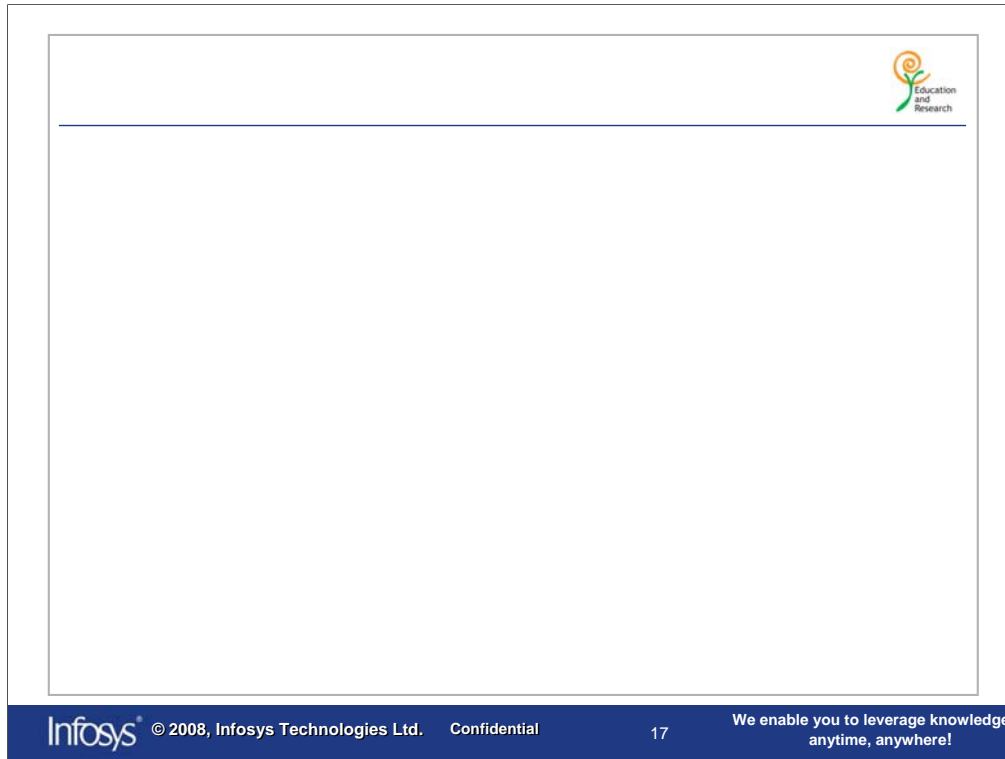 Education
and
Research
Infosys® © 2008, Infosys Technologies Ltd. Confidential 17
We enable you to leverage knowledge
anytime, anywhere!